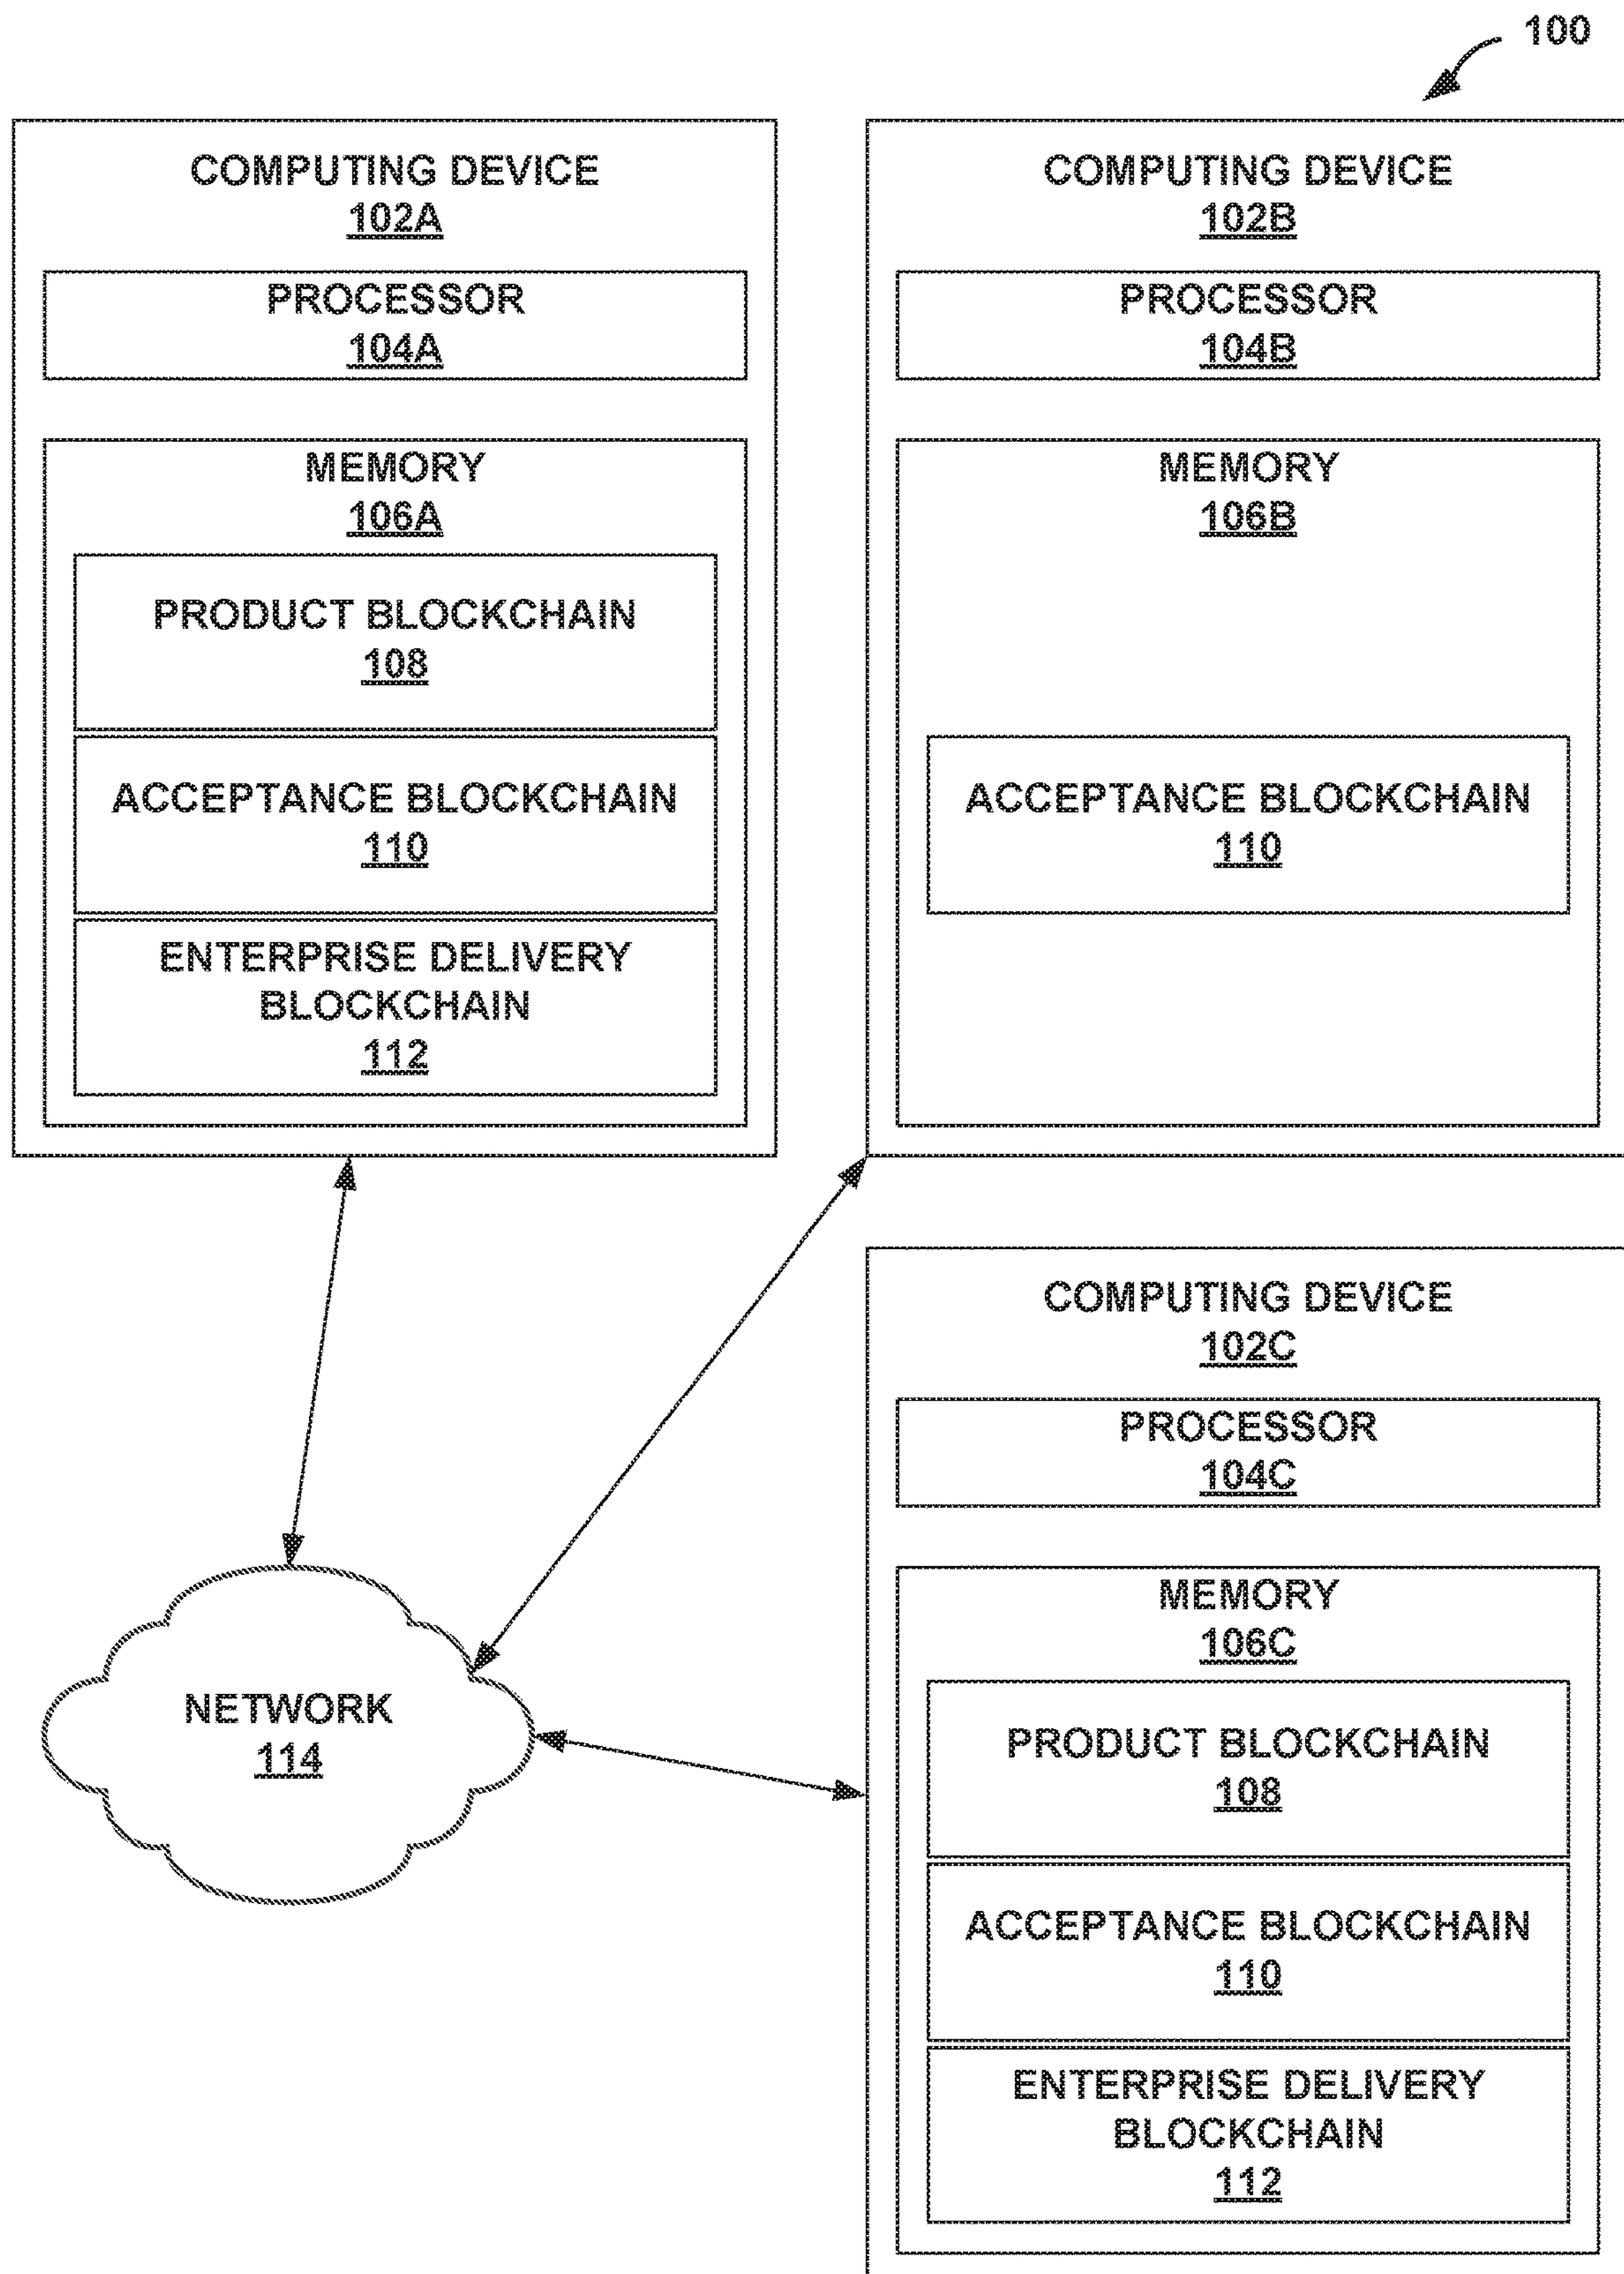 100
COMPUTING DEVICE
102A
PROCESSOR
104A
MEMORY
106A
PRODUCT BLOCKCHAIN
108
ACCEPTANCE BLOCKCHAIN
110
ENTERPRISE DELIVERY
BLOCKCHAIN
112
COMPUTING DEVICE
102B
PROCESSOR
104B
MEMORY
106B
ACCEPTANCE BLOCKCHAIN
110
NETWORK
114
COMPUTING DEVICE
102C
PROCESSOR
104C
MEMORY
106C
PRODUCT BLOCKCHAIN
108
ACCEPTANCE BLOCKCHAIN
110
ENTERPRISE DELIVERY
BLOCKCHAIN
112